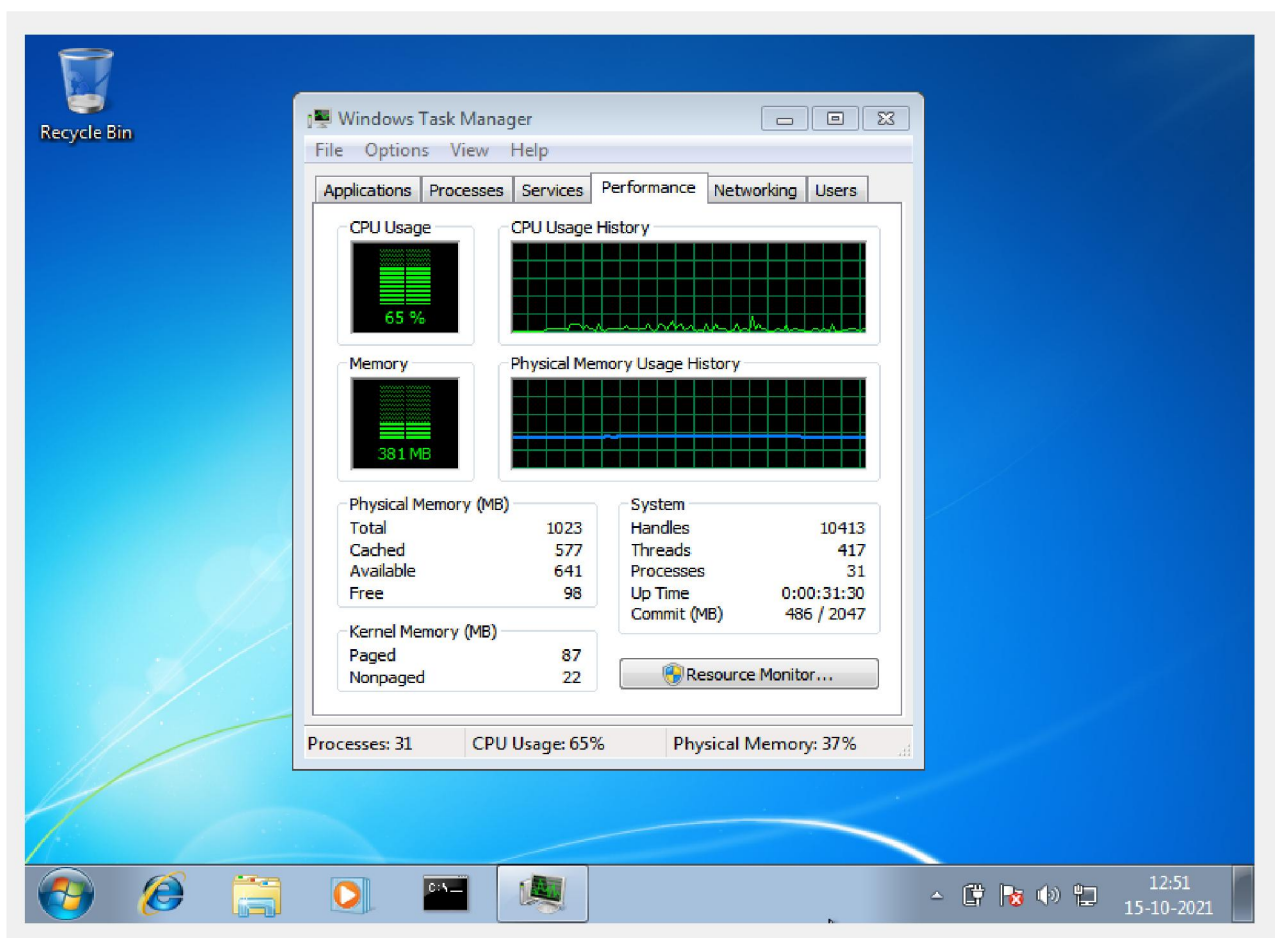 Recycle Bin
Windows Task Manager
File Options View Help
Applications Processes Services Performance Networking Users
CPU Usage CPU Usage History
65 %
Memory Physical Memory Usage History
381 MB
Physical Memory (MB)
Total 1023
Cached 577
Available 641
Free 98
System
Handles 10413
Threads 417
Processes 31
Up Time 0:00:31:30
Commit (MB) 486 / 2047
Kernel Memory (MB)
Paged 87
Nonpaged 22
Resource Monitor...
Processes: 31 CPU Usage: 65% Physical Memory: 37%
C:\_
12:51
15-10-2021